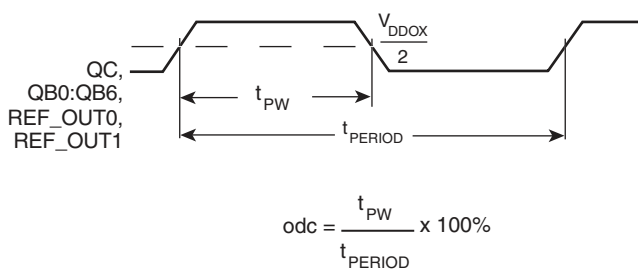 V_DDOX
2
QC,
QB0:QB6,
REF_OUT0,
REF_OUT1
t_PW
t_PERIOD
odc = t_PW / t_PERIOD x 100%